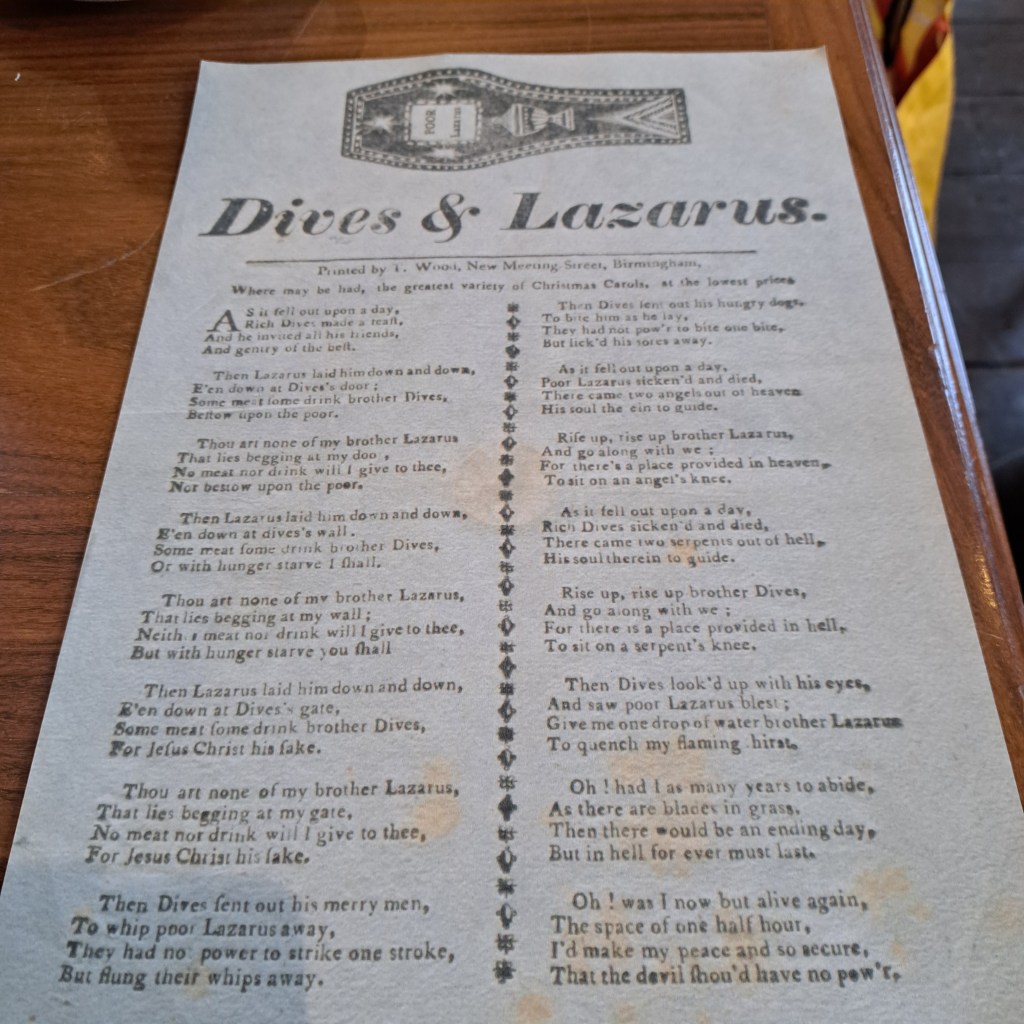 POOR
Lazarus
Dives & Lazarus.
Printed by T. Wood, New Meeting-Street, Birmingham,
Where may be had, the greatest variety of Christmas Carols, at the lowest prices
AS it fell out upon a day,
Rich Dives made a feaſt,
And he invited all his friends,
And gentry of the beſt.
Then Lazarus laid him down and down,
E'en down at Dives's door;
Some meat ſome drink brother Dives,
Beſtow upon the poor.
Thou art none of my brother Lazarus
That lies begging at my door,
No meat nor drink will I give to thee,
Nor bestow upon the poor.
Then Lazarus laid him down and down,
E'en down at dives's wall.
Some meat ſome drink brother Dives,
Or with hunger starve I ſhall.
Thou art none of my brother Lazarus,
That lies begging at my wall;
Neith r meat nor drink will I give to thee,
But with hunger starve you ſhall
Then Lazarus laid him down and down,
E'en down at Dives's gate,
Some meat ſome drink brother Dives,
For Jeſus Christ his ſake.
Thou art none of my brother Lazarus,
That lies begging at my gate,
No meat nor drink will I give to thee,
For Jesus Christ his ſake.
Then Dives ſent out his merry men,
To whip poor Lazarus away,
They had no power to strike one stroke,
But flung their whips away.
Then Dives ſent out his hungry dogs,
To bite him as he lay,
They had not pow'r to bite one bite,
But lick'd his sores away.
As it fell out upon a day,
Poor Lazarus sicken'd and died,
There came two angels out of heaven
His soul the ein to guide.
Riſe up, rise up brother Lazarus,
And go along with we;
For there's a place provided in heaven,
To sit on an angel's knee.
As it fell out upon a day,
Rich Dives sicken'd and died,
There came two serpents out of hell,
His soul therein to guide.
Rise up, rise up brother Dives,
And go along with we;
For there is a place provided in hell,
To sit on a serpent's knee.
Then Dives look'd up with his eyes,
And saw poor Lazarus blest;
Give me one drop of water brother Lazarus
To quench my flaming hirst,
Oh! had I as many years to abide,
As there are blades in grass,
Then there would be an ending day,
But in hell for ever must last.
Oh! was I now but alive again,
The space of one half hour,
I'd make my peace and so secure,
That the devil ſhou'd have no pow'r.